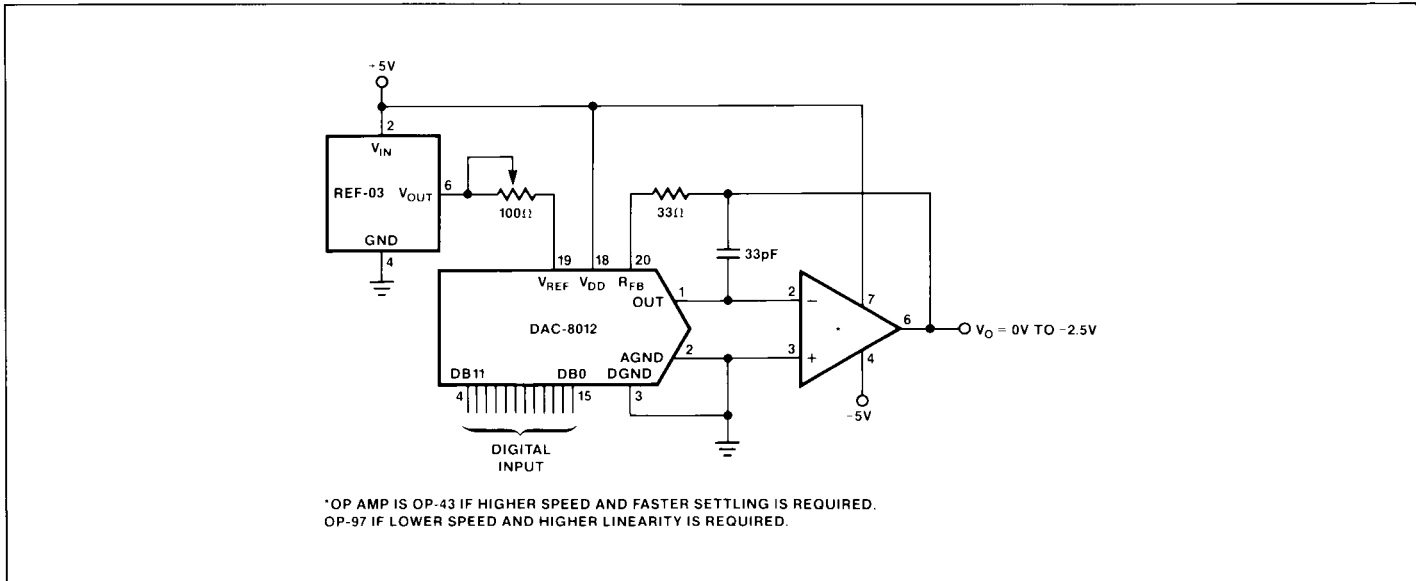 +5V
2
VIN
REF-03
VOUT
6
GND
4
100Ω
33Ω
33pF
19
18
20
VREF
VDD
RFB
OUT
1
DAC-8012
AGND
2
DB11
DB0
DGND
4
15
3
DIGITAL
INPUT
2
−
7
*
6
3
+
4
-5V
VO = 0V TO -2.5V
*OP AMP IS OP-43 IF HIGHER SPEED AND FASTER SETTLING IS REQUIRED.
OP-97 IF LOWER SPEED AND HIGHER LINEARITY IS REQUIRED.